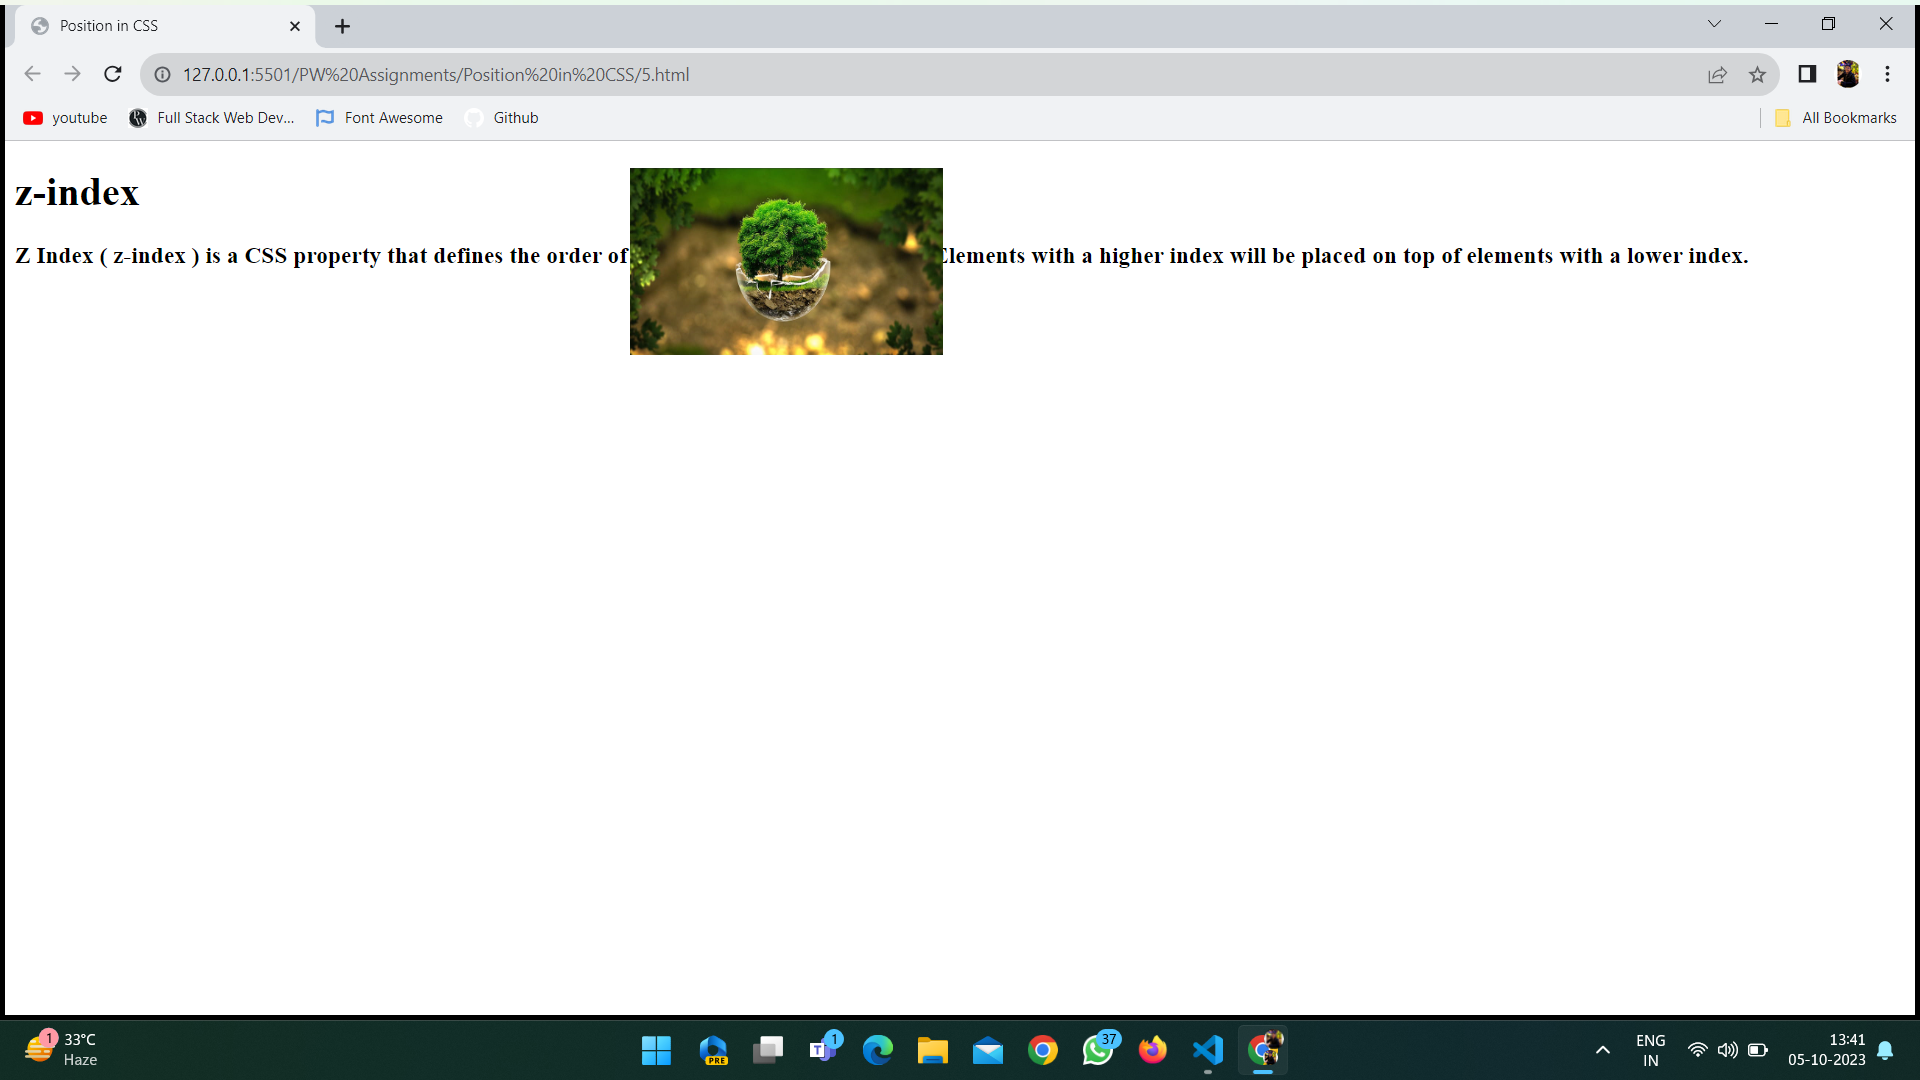 Position in CSS
127.0.0.1:5501/PW%20Assignments/Position%20in%20CSS/5.html
youtube Full Stack Web Dev... Font Awesome Github All Bookmarks
z-index
Z Index ( z-index ) is a CSS property that defines the order of Elements with a higher index will be placed on top of elements with a lower index.
1 33°C
Haze
PRE
T 1
37
ENG
IN
13:41
05-10-2023